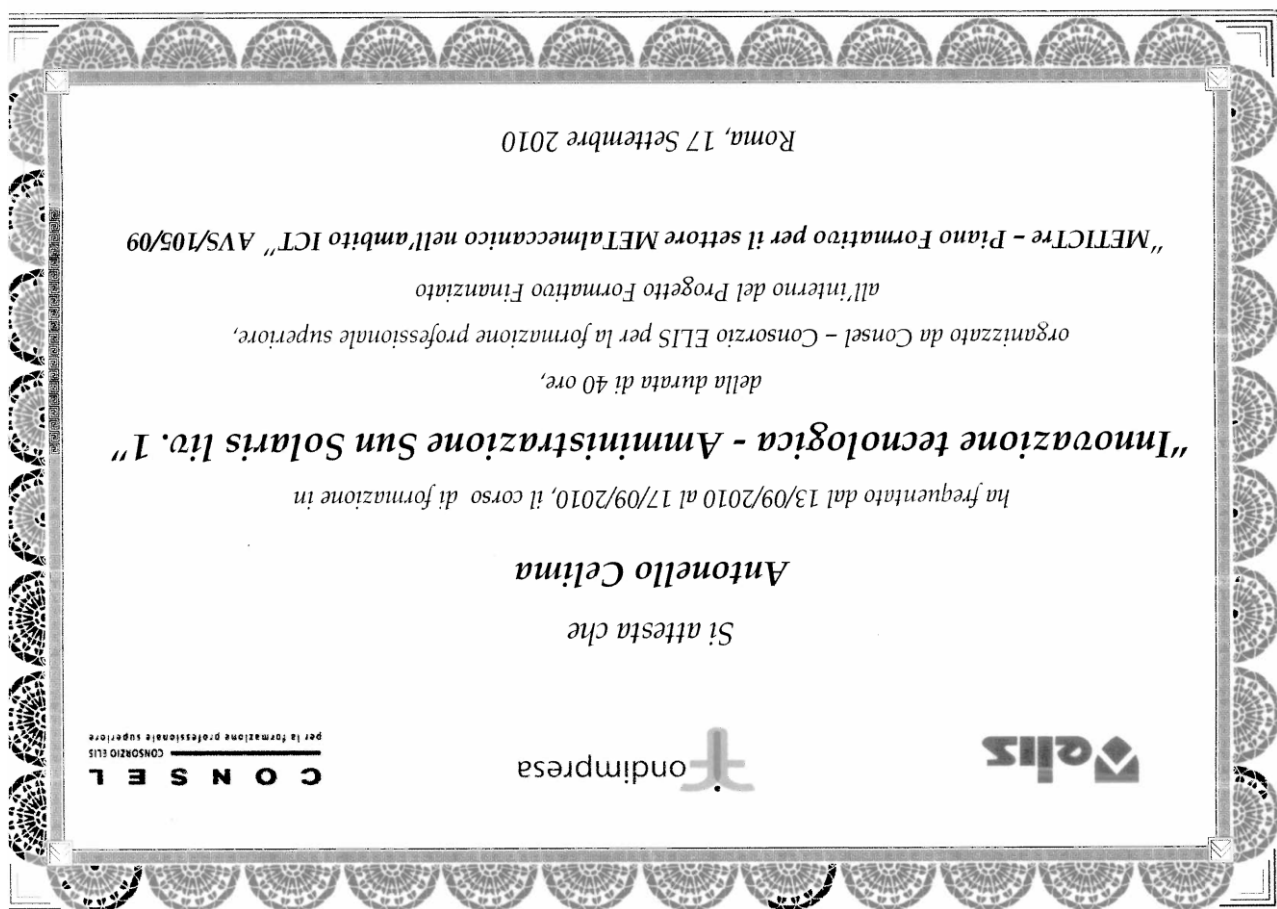 elis
fondimpresa
CONSEL
CONSORZIO ELIS
per la formazione professionale superiore
Si attesta che
Antonello Celima
ha frequentato dal 13/09/2010 al 17/09/2010, il corso di formazione in
"Innovazione tecnologica - Amministrazione Sun Solaris liv. 1"
della durata di 40 ore,
organizzato da Consel – Consorzio ELIS per la formazione professionale superiore,
all'interno del Progetto Formativo Finanziato
"METICTre – Piano Formativo per il settore METalmeccanico nell'ambito ICT" AVS/105/09
Roma, 17 Settembre 2010